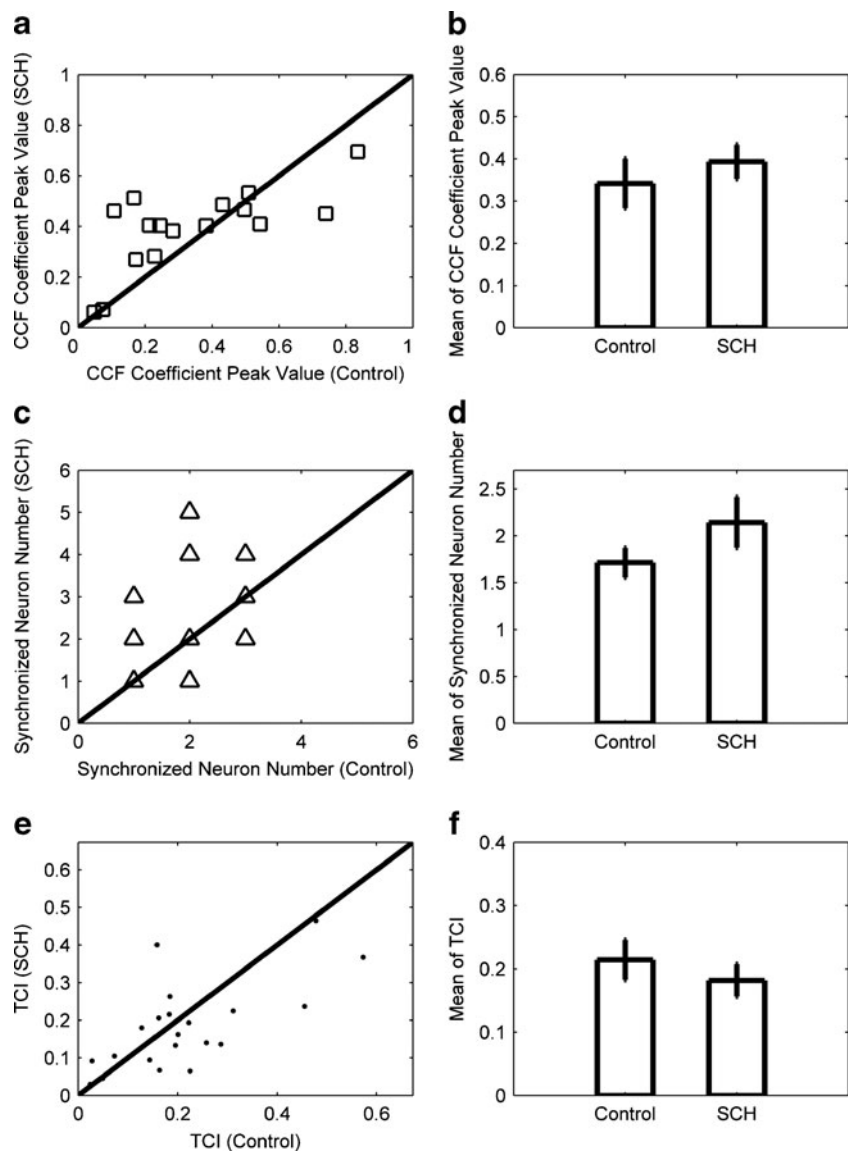 a
CCF Coefficient Peak Value (SCH)
1
0.8
0.6
0.4
0.2
0
0 0.2 0.4 0.6 0.8 1
CCF Coefficient Peak Value (Control)
b
Mean of CCF Coefficient Peak Value
0.6
0.5
0.4
0.3
0.2
0.1
0
Control SCH
c
Synchronized Neuron Number (SCH)
6
5
4
3
2
1
0
0 2 4 6
Synchronized Neuron Number (Control)
d
Mean of Synchronized Neuron Number
2.5
2
1.5
1
0.5
0
Control SCH
e
TCI (SCH)
0.6
0.5
0.4
0.3
0.2
0.1
0
0 0.2 0.4 0.6
TCI (Control)
f
Mean of TCI
0.4
0.3
0.2
0.1
0
Control SCH